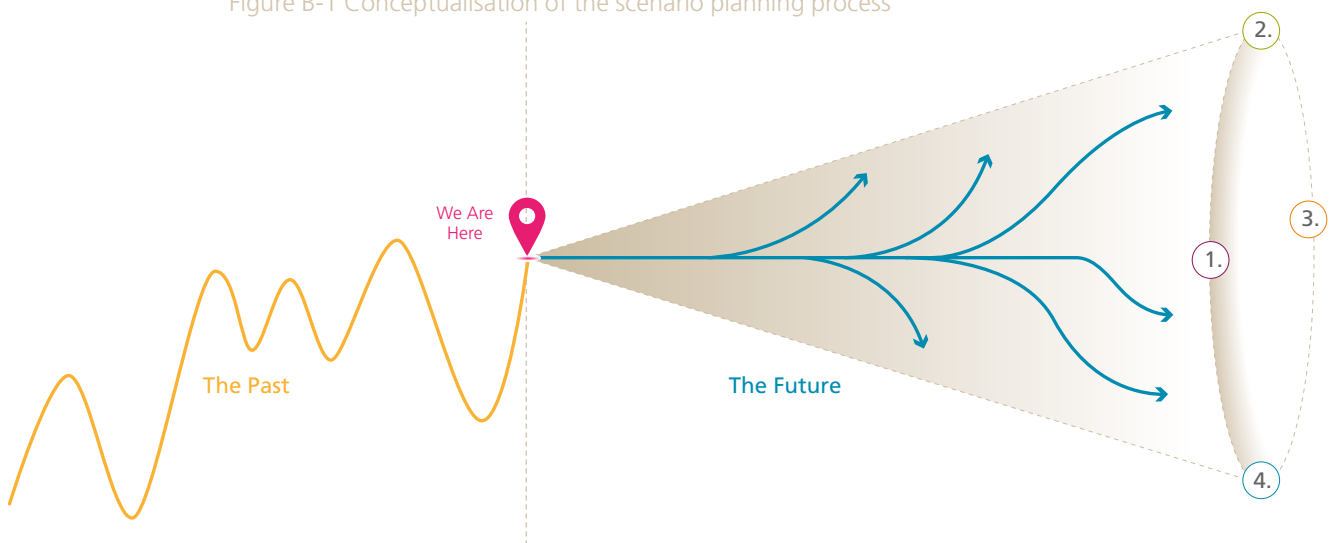 Figure B-1 Conceptualisation of the scenario planning process
2.
We Are
Here
3.
1.
The Past
The Future
4.